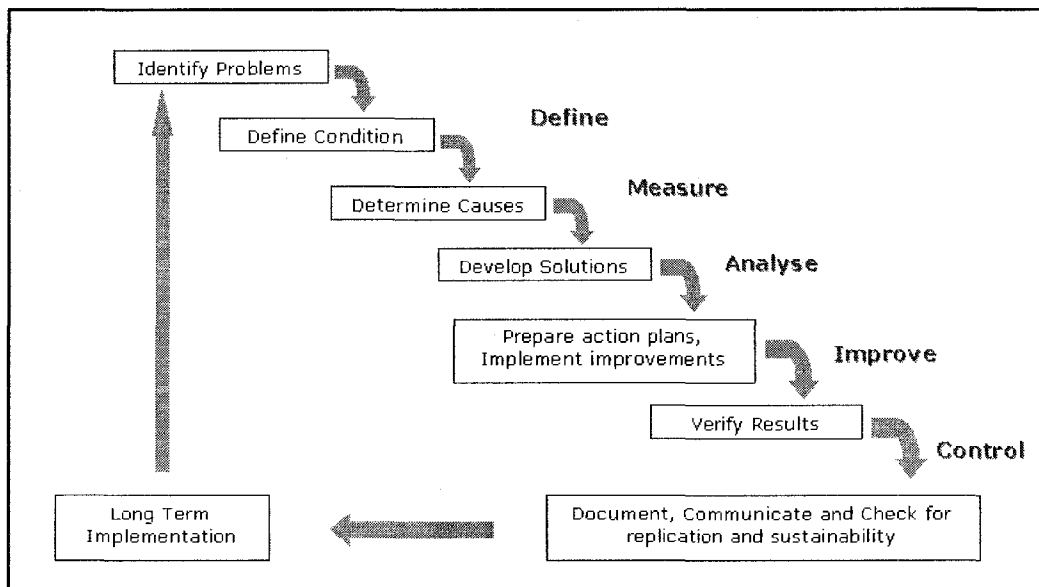 Identify Problems
Define Condition
Define
Determine Causes
Measure
Develop Solutions
Analyse
Prepare action plans,
Implement improvements
Improve
Verify Results
Control
Long Term
Implementation
Document, Communicate and Check for
replication and sustainability